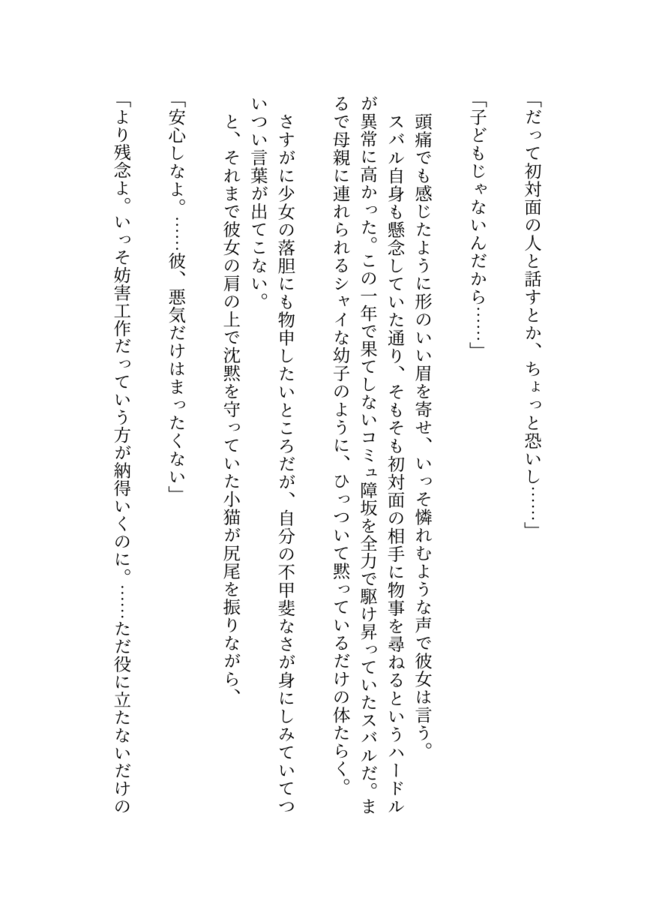 「だって初対面の人と話すとか、ちょっと恐いし……」
「子どもじゃないんだから……」
頭痛でも感じたように形のいい眉を寄せ、いっそ憐れむような声で彼女は言う。
スバル自身も懸念していた通り、そもそも初対面の相手に物事を尋ねるというハードル
が異常に高かった。この一年で果てしないコミュ障坂を全力で駆け昇っていたスバルだ。ま
るで母親に連れられるシャイな幼子のように、ひっついて黙っているだけの体たらく。
さすがに少女の落胆にも物申したいところだが、自分の不甲斐なさが身にしみていてつ
いつい言葉が出てこない。
と、それまで彼女の肩の上で沈黙を守っていた小猫が尻尾を振りながら、
「安心しなよ。……彼、悪気だけはまったくない」
「より残念よ。いっそ妨害工作だっていう方が納得いくのに。……ただ役に立たないだけの